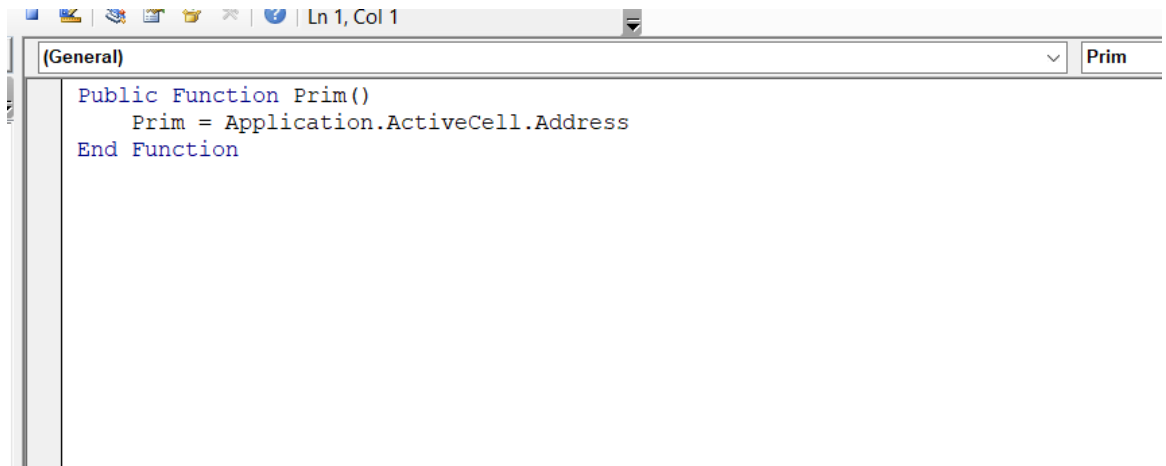 Ln 1, Col 1
(General)
Prim
Public Function Prim()
Prim = Application.ActiveCell.Address
End Function